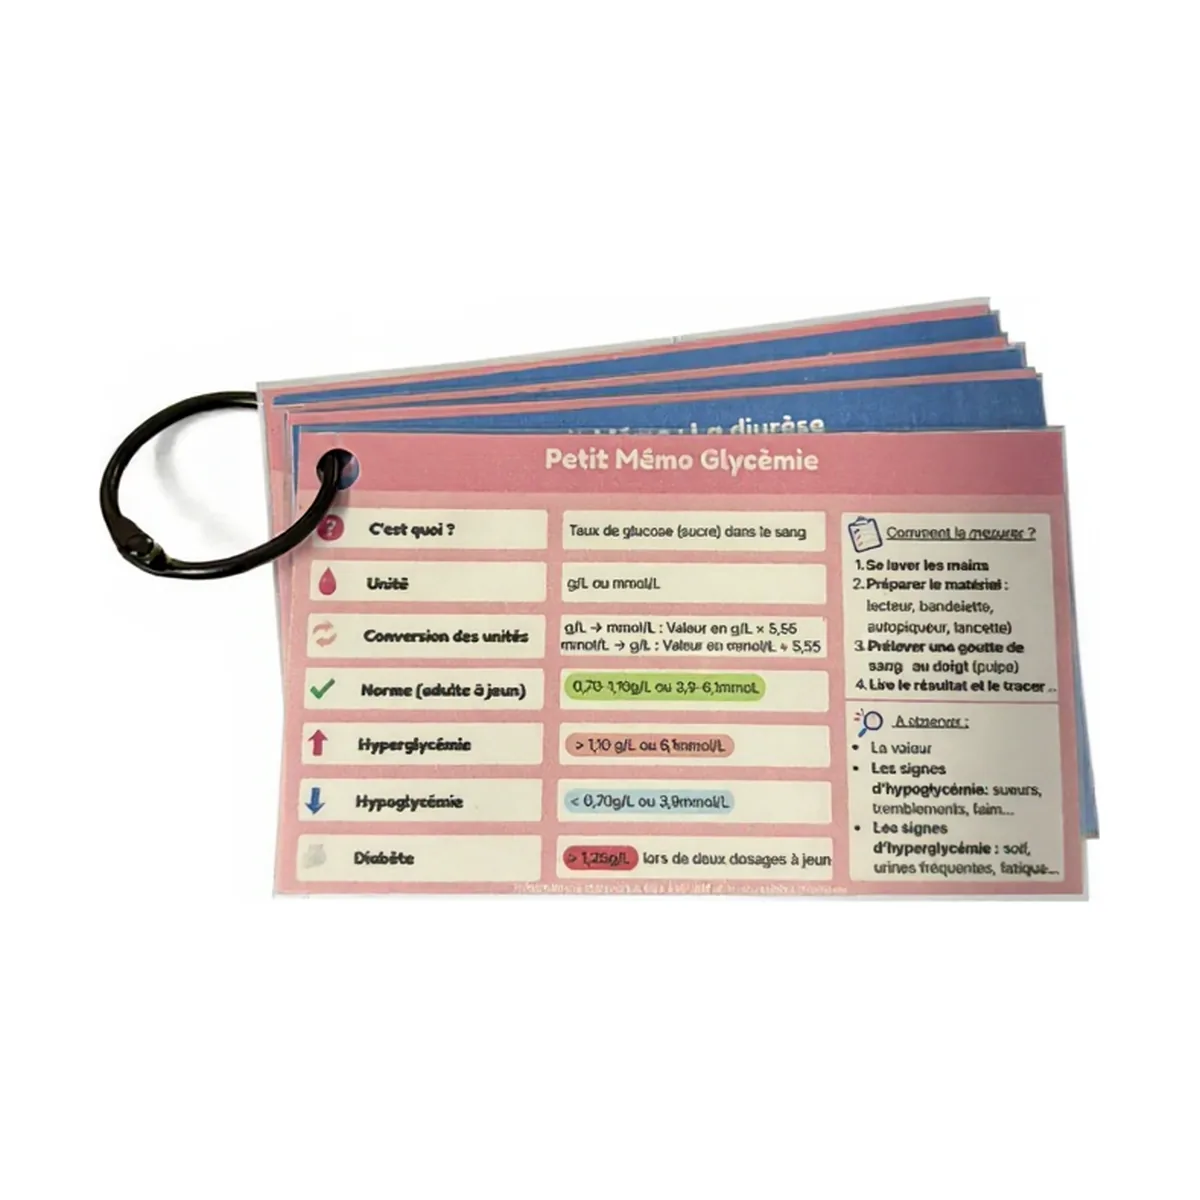 La diurèse
Petit Mémo Glycèmie
C'est quoi ?
Taux de glucose (sucre) dans le sang
Unité
g/L ou mmol/L
Conversion des unités
g/L → mmol/L : Valeur en g/L × 5,55
mmol/L → g/L : Valeur en mmol/L ÷ 5,55
Norme (adulte à jeun)
0,70-1,10g/L ou 3,9-6,1mmoL
Hyperglycémie
> 1,10 g/L ou 6,1mmol/L
Hypoglycémie
< 0,70g/L ou 3,9mmol/L
Diabète
> 1,26g/L lors de deux dosages à jeun
Comment la mesurer ?
1. Se laver les mains
2. Préparer le matériel :
lecteur, bandelette,
autopiqueur, lancette)
3. Prélever une goutte de
sang au doigt (pulpe)
4. Lire le résultat et le tracer...
A observer :
• La valeur
• Les signes
d'hypoglycémie: sueurs,
tremblements, faim...
• Les signes
d'hyperglycémie : soif,
urines fréquentes, fatigue...